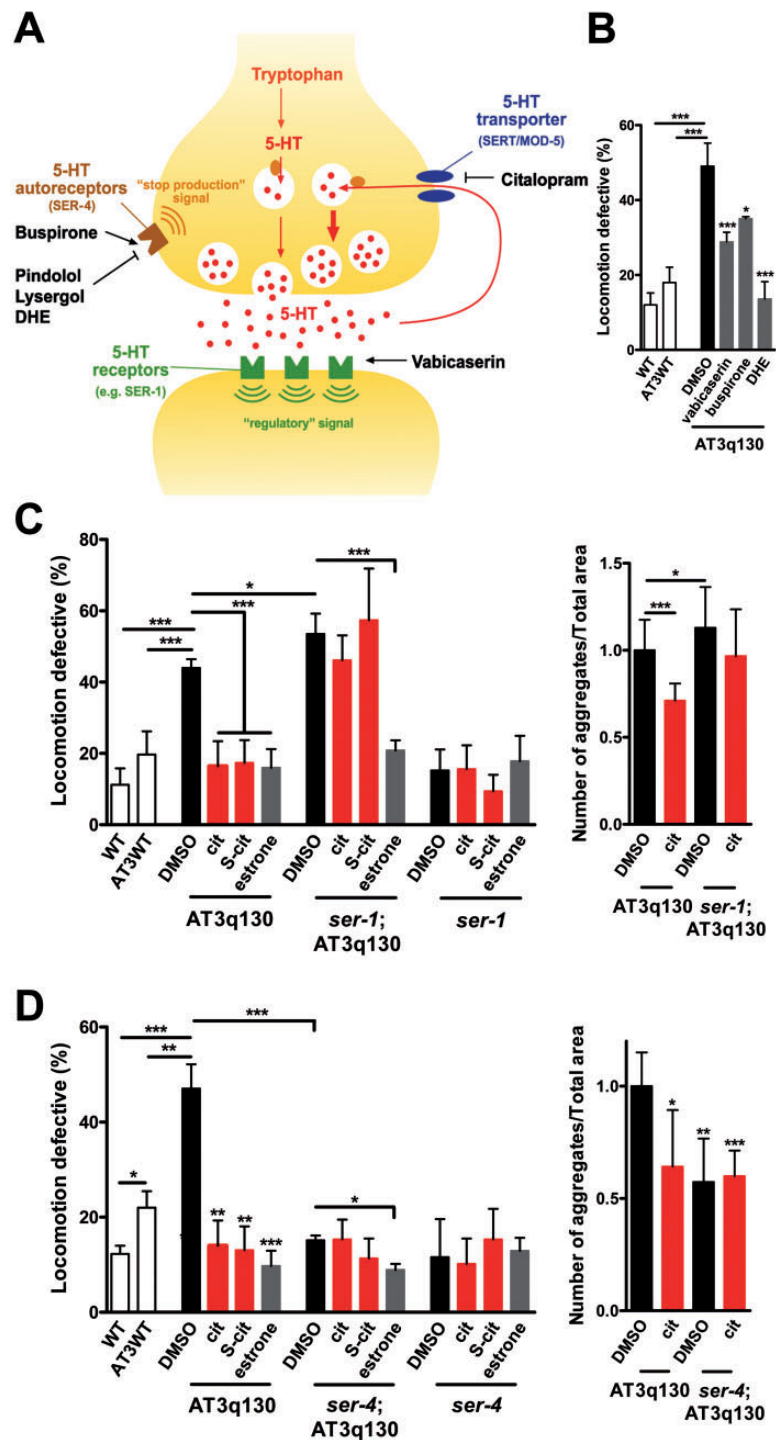 A
Tryptophan
5-HT
5-HT
transporter
(SERT/MOD-5)
Citalopram
5-HT
autoreceptors
(SER-4)
“stop production”
signal
Buspirone
Pindolol
Lysergol
DHE
5-HT
5-HT
receptors
(e.g. SER-1)
Vabicaserin
“regulatory” signal
B
Locomotion defective (%)
60
40
20
0
***
***
***
*
***
WT
AT3WT
DMSO
vabicaserin
buspirone
DHE
AT3q130
C
Locomotion defective (%)
80
60
40
20
0
***
***
***
*
***
WT
AT3WT
DMSO
cit
S-cit
estrone
DMSO
cit
S-cit
estrone
DMSO
cit
S-cit
estrone
AT3q130
ser-1;
AT3q130
ser-1
Number of aggregates/Total area
1.5
1.0
0.5
0.0
*
***
DMSO
cit
DMSO
cit
AT3q130
ser-1;
AT3q130
D
Locomotion defective (%)
60
40
20
0
***
**
*
***
**
**
***
*
WT
AT3WT
DMSO
cit
S-cit
estrone
DMSO
cit
S-cit
estrone
DMSO
cit
S-cit
estrone
AT3q130
ser-4;
AT3q130
ser-4
Number of aggregates/Total area
1.0
0.5
0.0
*
**
***
DMSO
cit
DMSO
cit
AT3q130
ser-4;
AT3q130